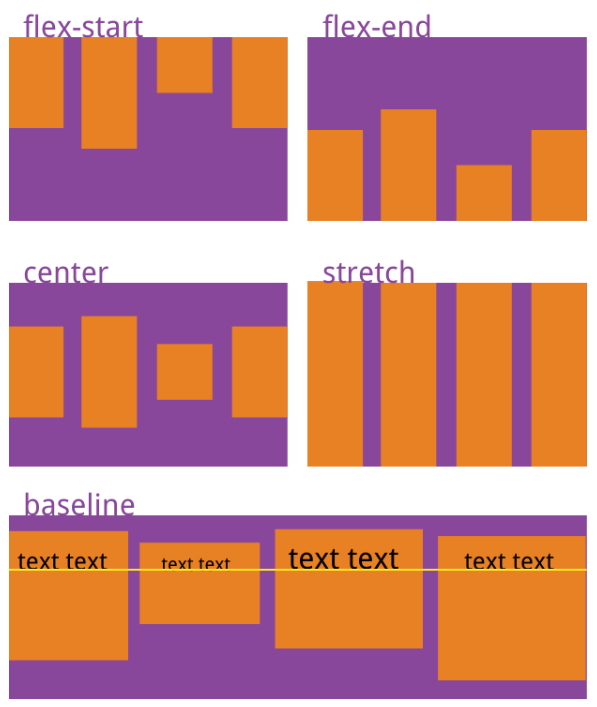 flex-start
flex-end
center
stretch
baseline
text text
text text
text text
text text